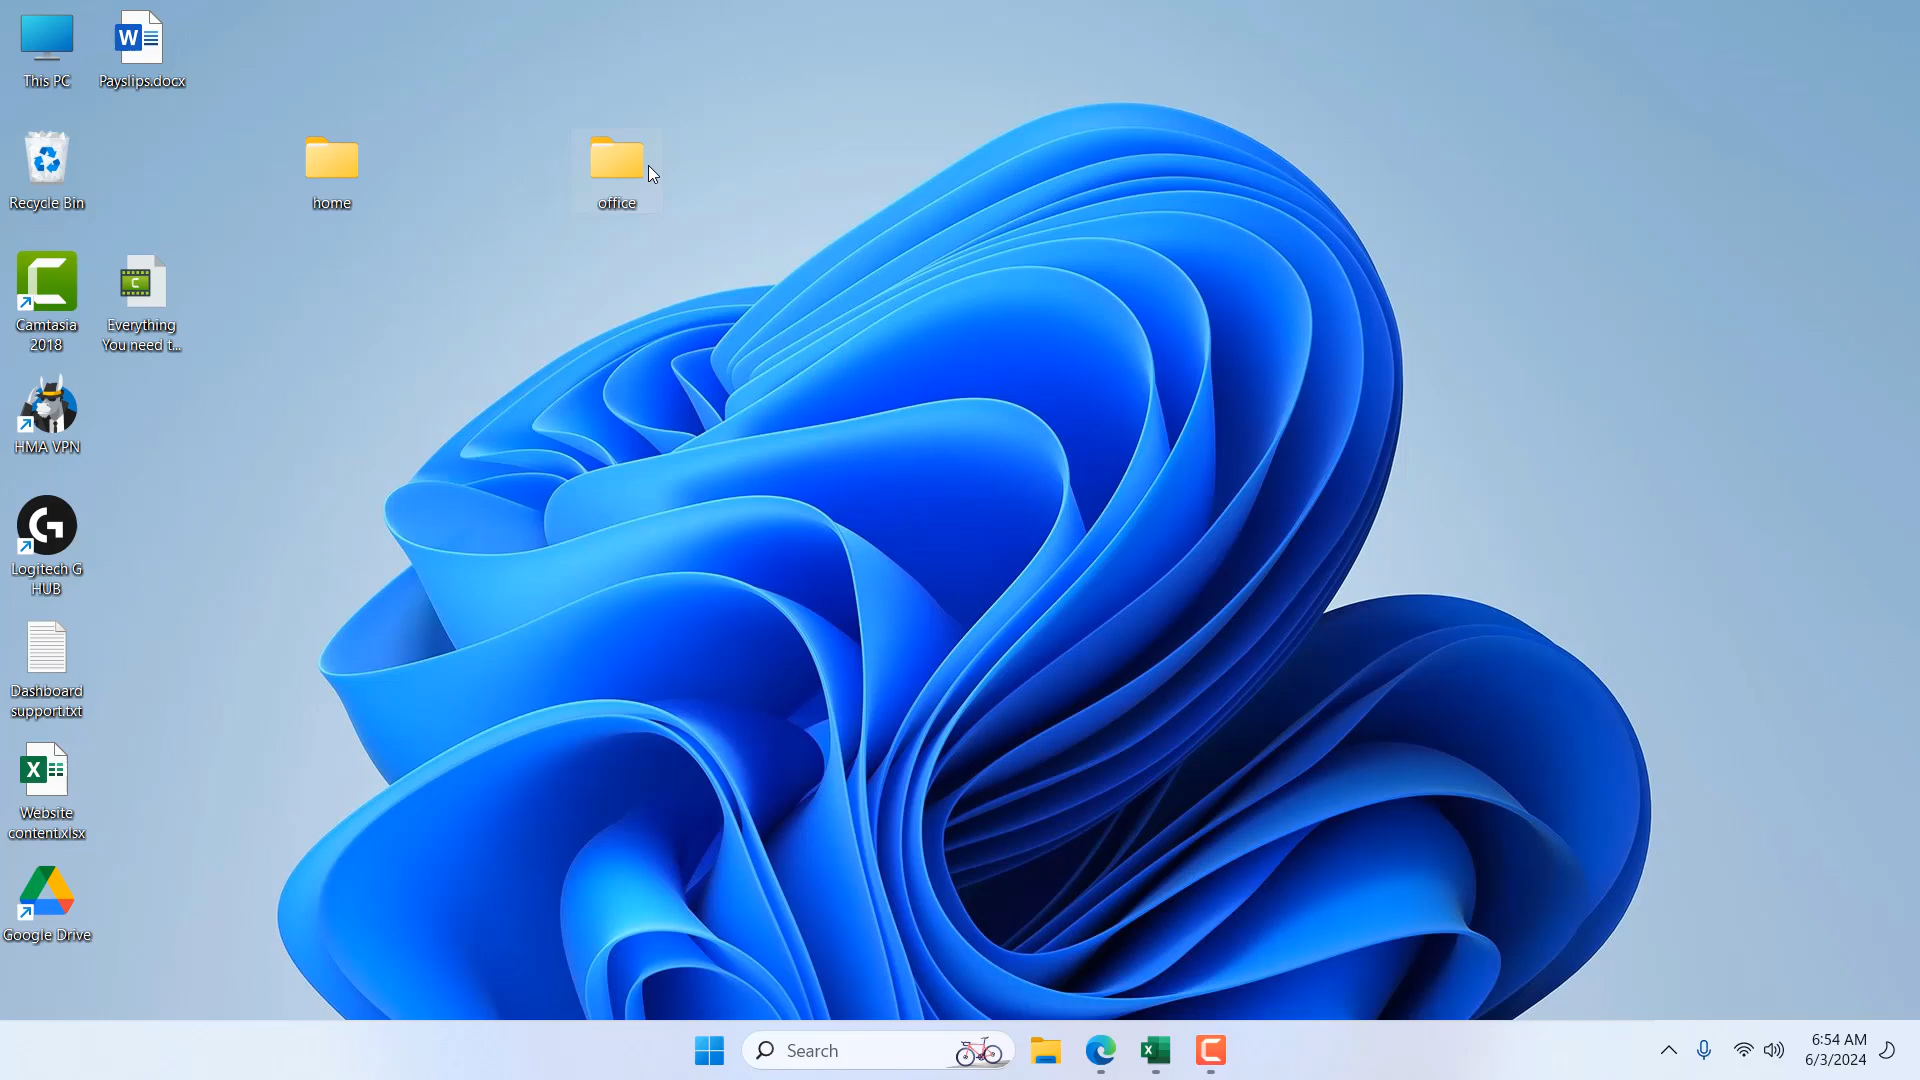 This PC
Payslips.docx
Recycle Bin
home
office
Camtasia
2018
Everything
You need t...
HMA VPN
Logitech G
HUB
Dashboard
support.txt
Website
content.xlsx
Google Drive
Search
6:54 AM
6/3/2024